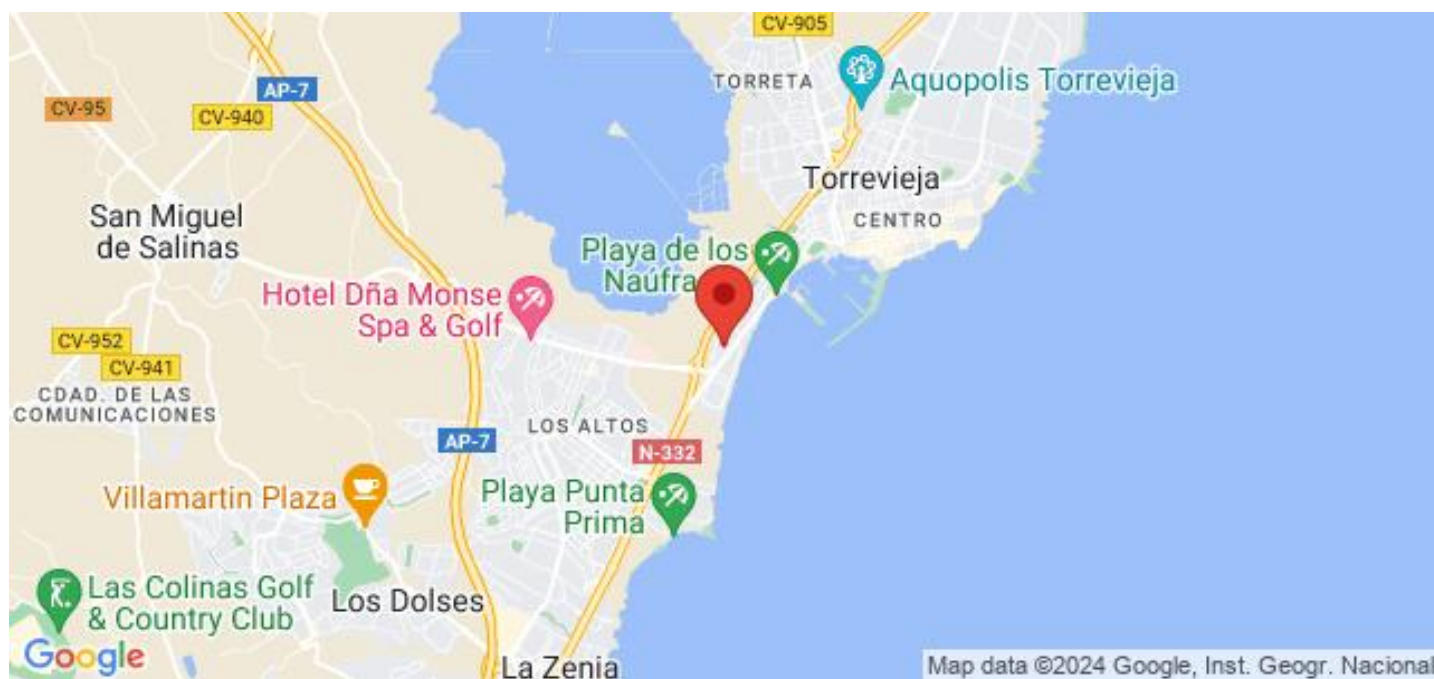 CV-905
TORRETA
Aquopolis Torrevieja
AP-7
CV-95
CV-940
Torrevieja
San Miguel
de Salinas
CENTRO
Playa de los
Naúfra
Hotel Dña Monse
Spa & Golf
CV-952
CV-941
CDAD. DE LAS
COMUNICACIONES
LOS ALTOS
AP-7
N-332
Villamartin Plaza
Playa Punta
Prima
Las Colinas Golf
& Country Club
Los Dolses
Google
La Zenia
Map data ©2024 Google, Inst. Geogr. Nacional